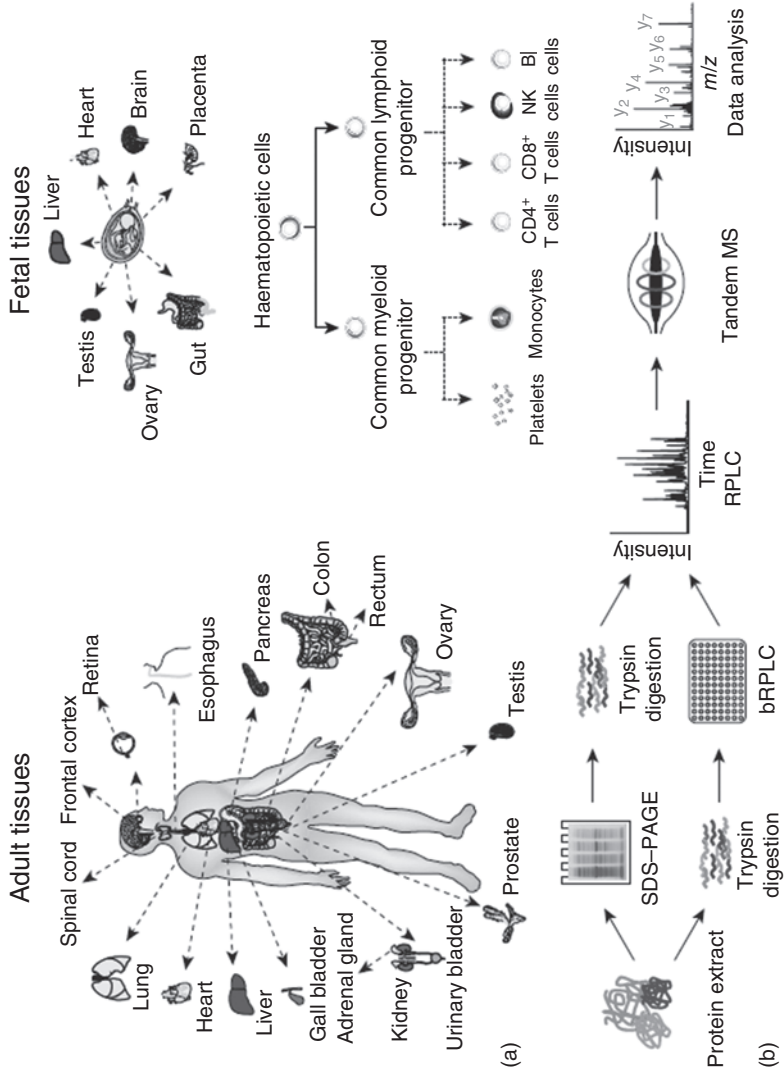 Adult tissues
Spinal cord
Frontal cortex
Retina
Lung
Esophagus
Heart
Pancreas
Liver
Colon
Gall bladder
Rectum
Adrenal gland
Kidney
Ovary
Urinary bladder
Prostate
Testis
(a)
Fetal tissues
Liver
Testis
Heart
Ovary
Brain
Gut
Placenta
Haematopoietic cells
Common myeloid
progenitor
Common lymphoid
progenitor
Platelets
Monocytes
CD4+
T cells
CD8+
T cells
NK
cells
B|
cells
Protein extract
SDS–PAGE
Trypsin
digestion
Trypsin
digestion
bRPLC
Intensity
Time
RPLC
Tandem MS
Intensity
y1
y2
y3
y4
y5
y6
y7
m/z
Data analysis
(b)